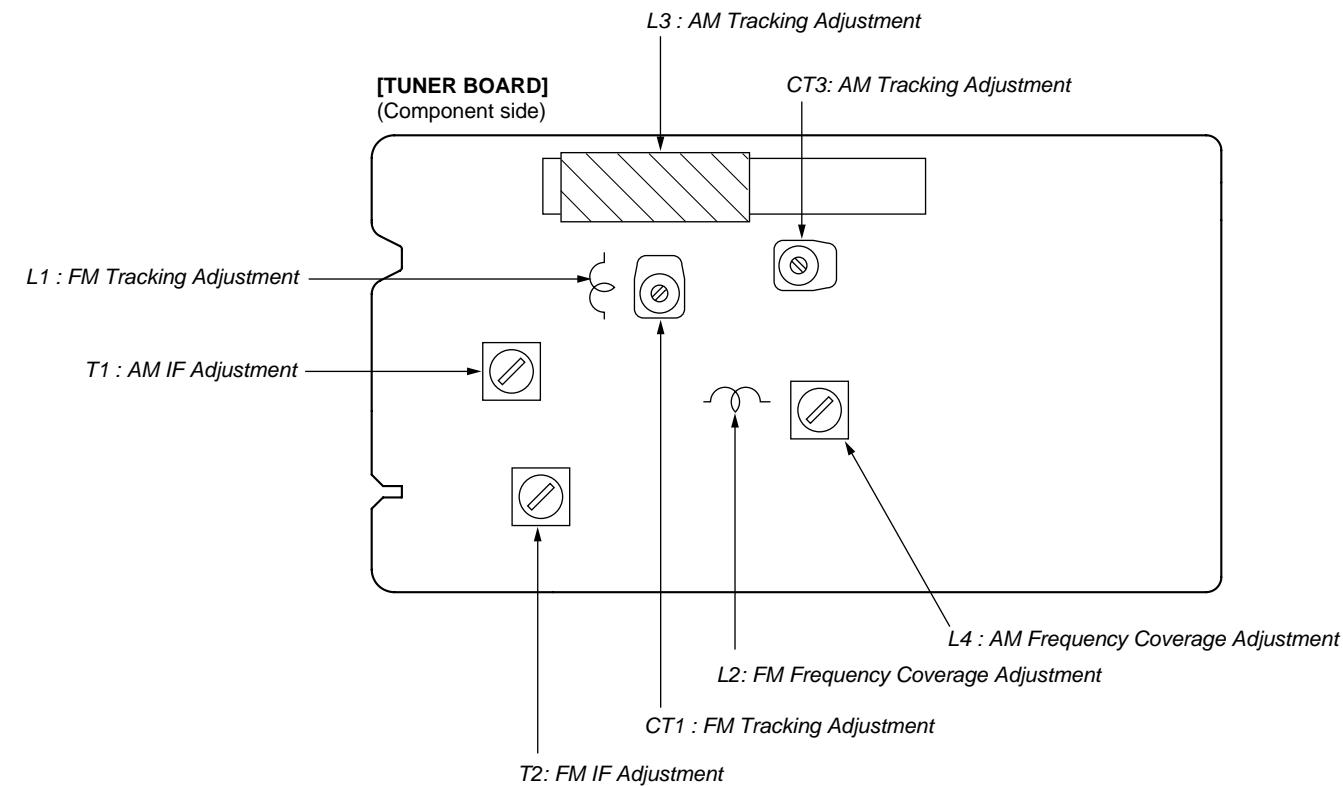 L3 : AM Tracking Adjustment
[TUNER BOARD]
(Component side)
CT3: AM Tracking Adjustment
L1 : FM Tracking Adjustment
T1 : AM IF Adjustment
L4 : AM Frequency Coverage Adjustment
L2: FM Frequency Coverage Adjustment
CT1 : FM Tracking Adjustment
T2: FM IF Adjustment